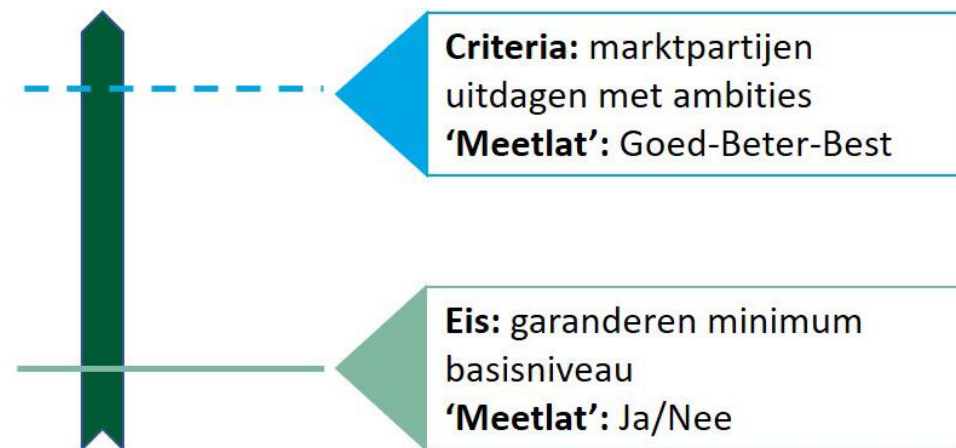 Criteria: marktpartijen
uitdagen met ambities
‘Meetlat’: Goed-Beter-Best
Eis: garanderen minimum
basisniveau
‘Meetlat’: Ja/Nee